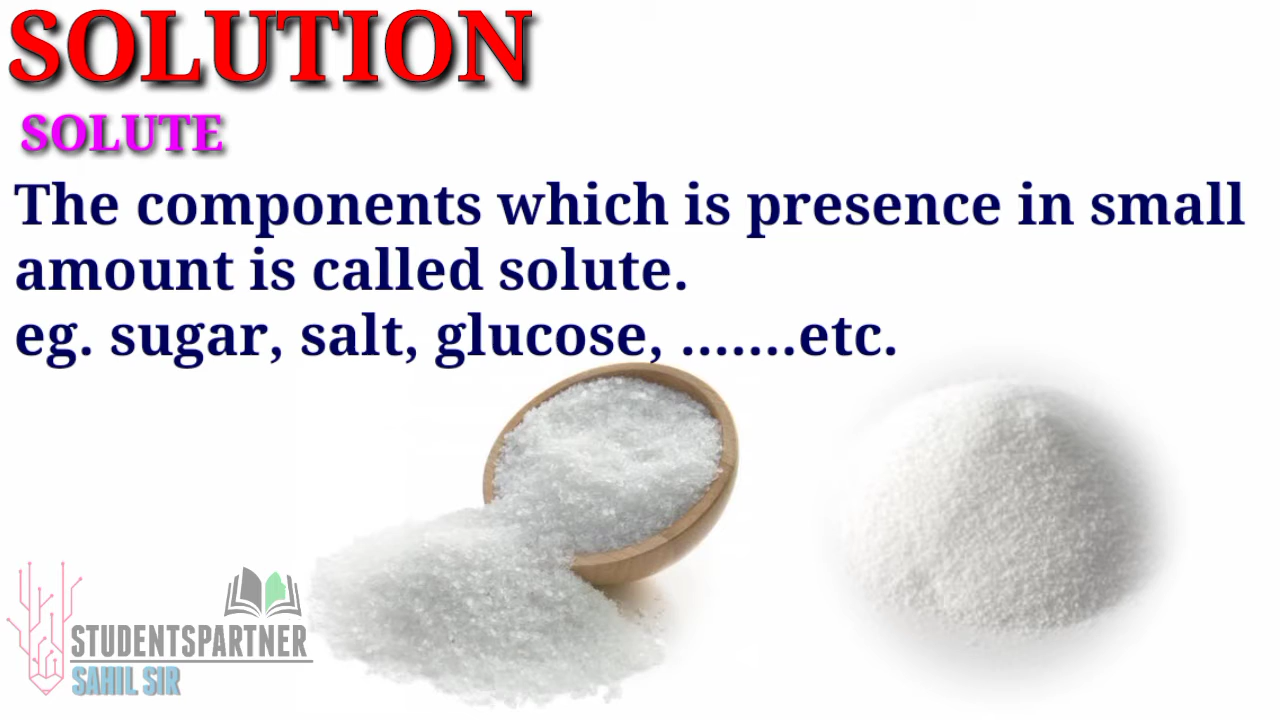 SOLUTION
SOLUTE
The components which is presence in small
amount is called solute.
eg. sugar, salt, glucose, .......etc.
STUDENTSPARTNER
SAHIL SIR